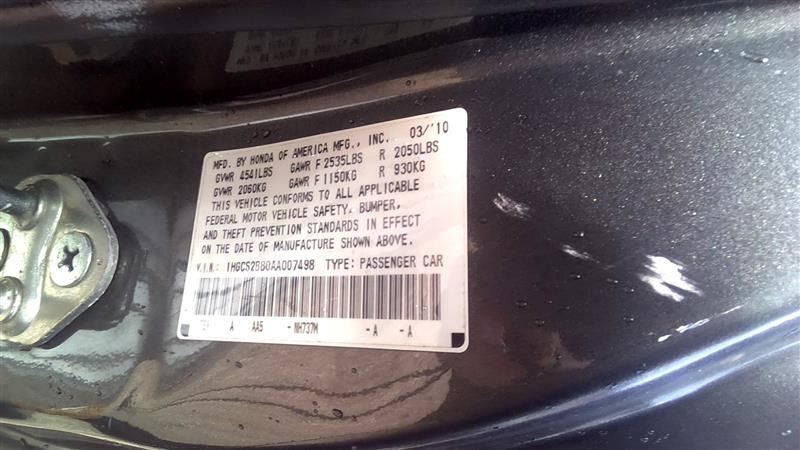 MFD. BY HONDA OF AMERICA MFG., INC. 03/'10
GVWR 4541LBS GAWR F 2535LBS R 2050LBS
GVWR 2060KG GAWR F 1150KG R 930KG
THIS VEHICLE CONFORMS TO ALL APPLICABLE
FEDERAL MOTOR VEHICLE SAFETY, BUMPER,
AND THEFT PREVENTION STANDARDS IN EFFECT
ON THE DATE OF MANUFACTURE SHOWN ABOVE.
V.I.N.: 1HGCS2B80AA007498 TYPE: PASSENGER CAR
A AA5 - NH737M - A - A